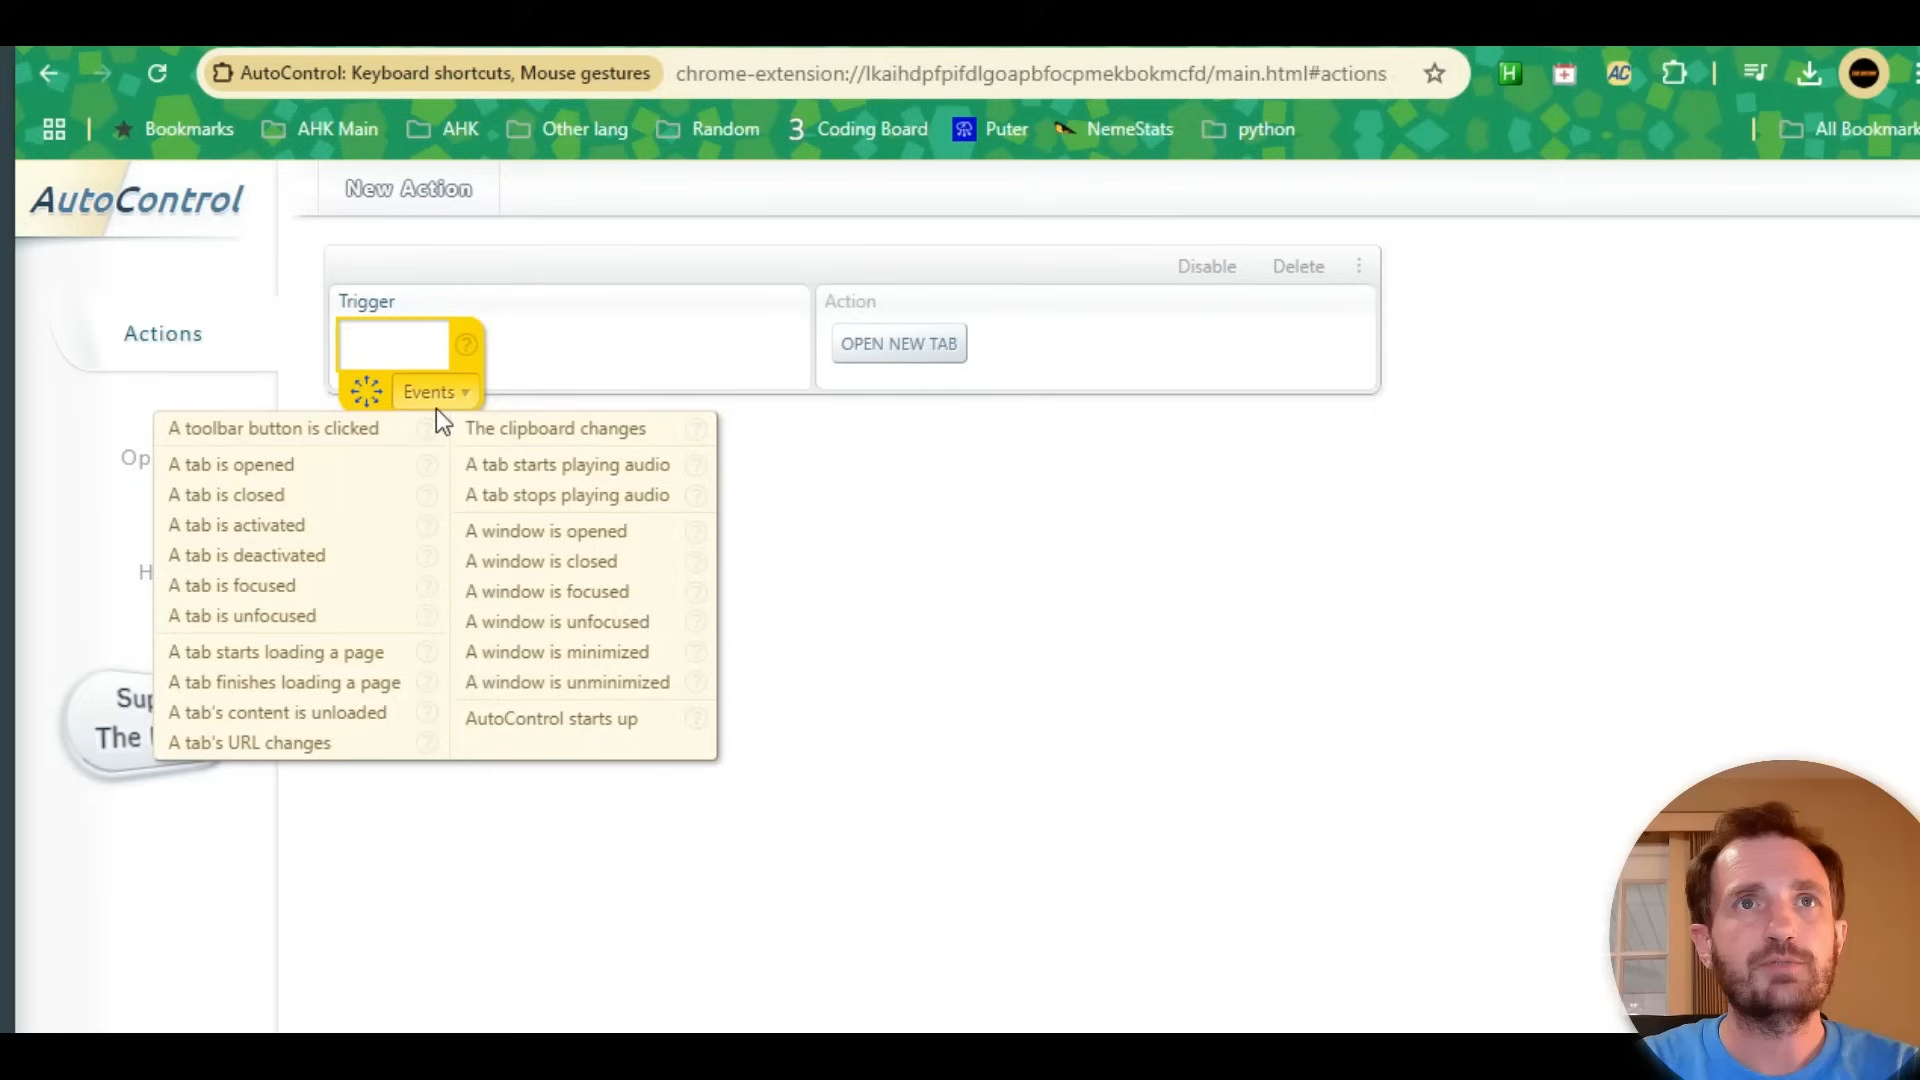 AutoControl: Keyboard shortcuts, Mouse gestures
chrome-extension://lkaihdpfpifdlgoapbfocpmekbokmcfd/main.html#actions
H
AC
Bookmarks
AHK Main
AHK
Other lang
Random
3 Coding Board
Puter
NemeStats
python
All Bookmark
AutoControl
New Action
Disable
Delete
Trigger
Action
?
OPEN NEW TAB
Actions
Events
A toolbar button is clicked ?
The clipboard changes ?
Op
A tab is opened ?
A tab starts playing audio ?
A tab is closed ?
A tab stops playing audio ?
A tab is activated ?
A window is opened ?
A tab is deactivated ?
A window is closed ?
H
A tab is focused ?
A window is focused ?
A tab is unfocused ?
A window is unfocused ?
A tab starts loading a page ?
A window is minimized ?
A tab finishes loading a page ?
A window is unminimized ?
Sup
A tab's content is unloaded ?
AutoControl starts up ?
The
A tab's URL changes ?